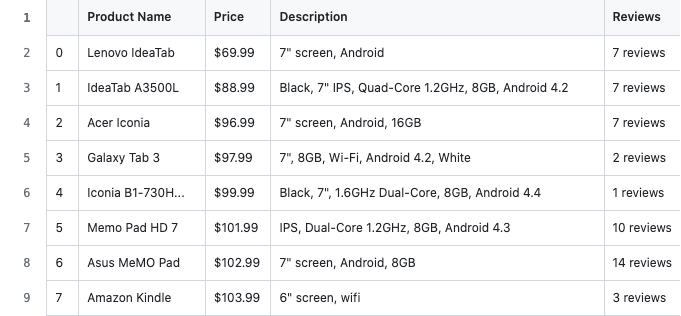 1 Product Name Price Description Reviews
2 0 Lenovo IdeaTab $69.99 7" screen, Android 7 reviews
3 1 IdeaTab A3500L $88.99 Black, 7" IPS, Quad-Core 1.2GHz, 8GB, Android 4.2 7 reviews
4 2 Acer Iconia $96.99 7" screen, Android, 16GB 7 reviews
5 3 Galaxy Tab 3 $97.99 7", 8GB, Wi-Fi, Android 4.2, White 2 reviews
6 4 Iconia B1-730H... $99.99 Black, 7", 1.6GHz Dual-Core, 8GB, Android 4.4 1 reviews
7 5 Memo Pad HD 7 $101.99 IPS, Dual-Core 1.2GHz, 8GB, Android 4.3 10 reviews
8 6 Asus MeMO Pad $102.99 7" screen, Android, 8GB 14 reviews
9 7 Amazon Kindle $103.99 6" screen, wifi 3 reviews